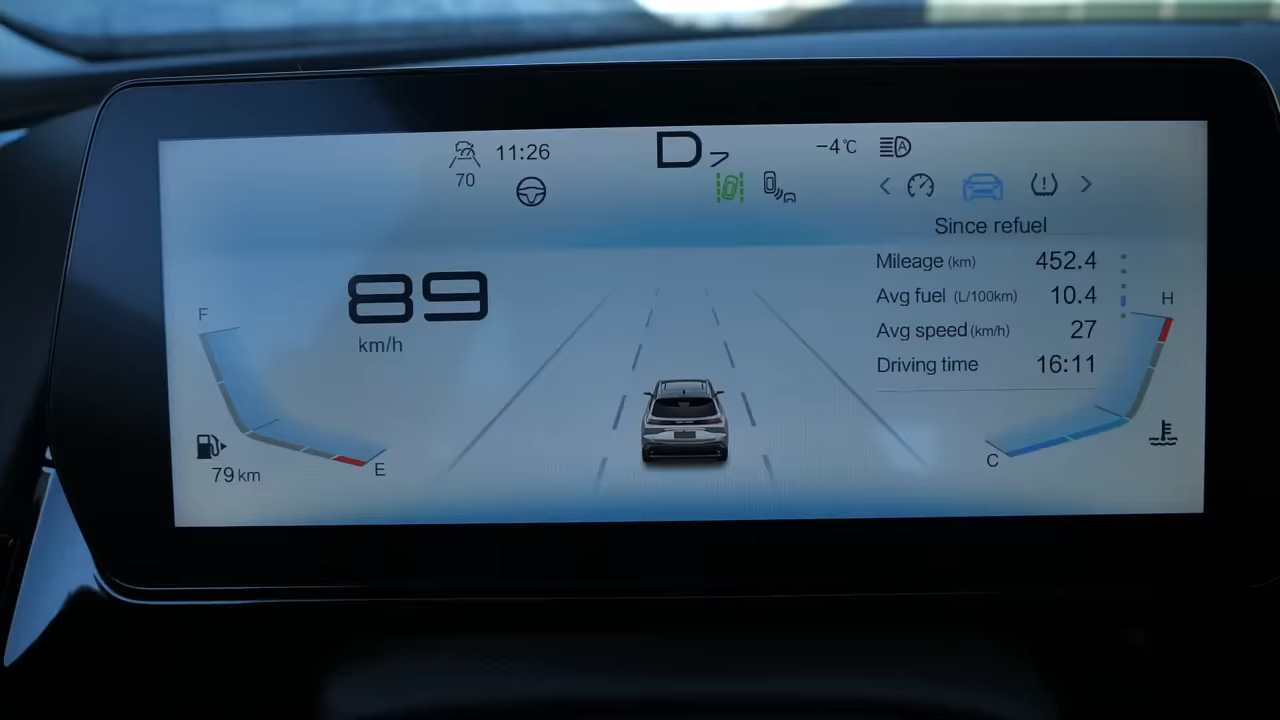 11:26 D7 -4℃ A
70
Since refuel
Mileage (km) 452.4
Avg fuel (L/100km) 10.4
Avg speed (km/h) 27
Driving time 16:11
89
km/h
F
E
79 km
H
C